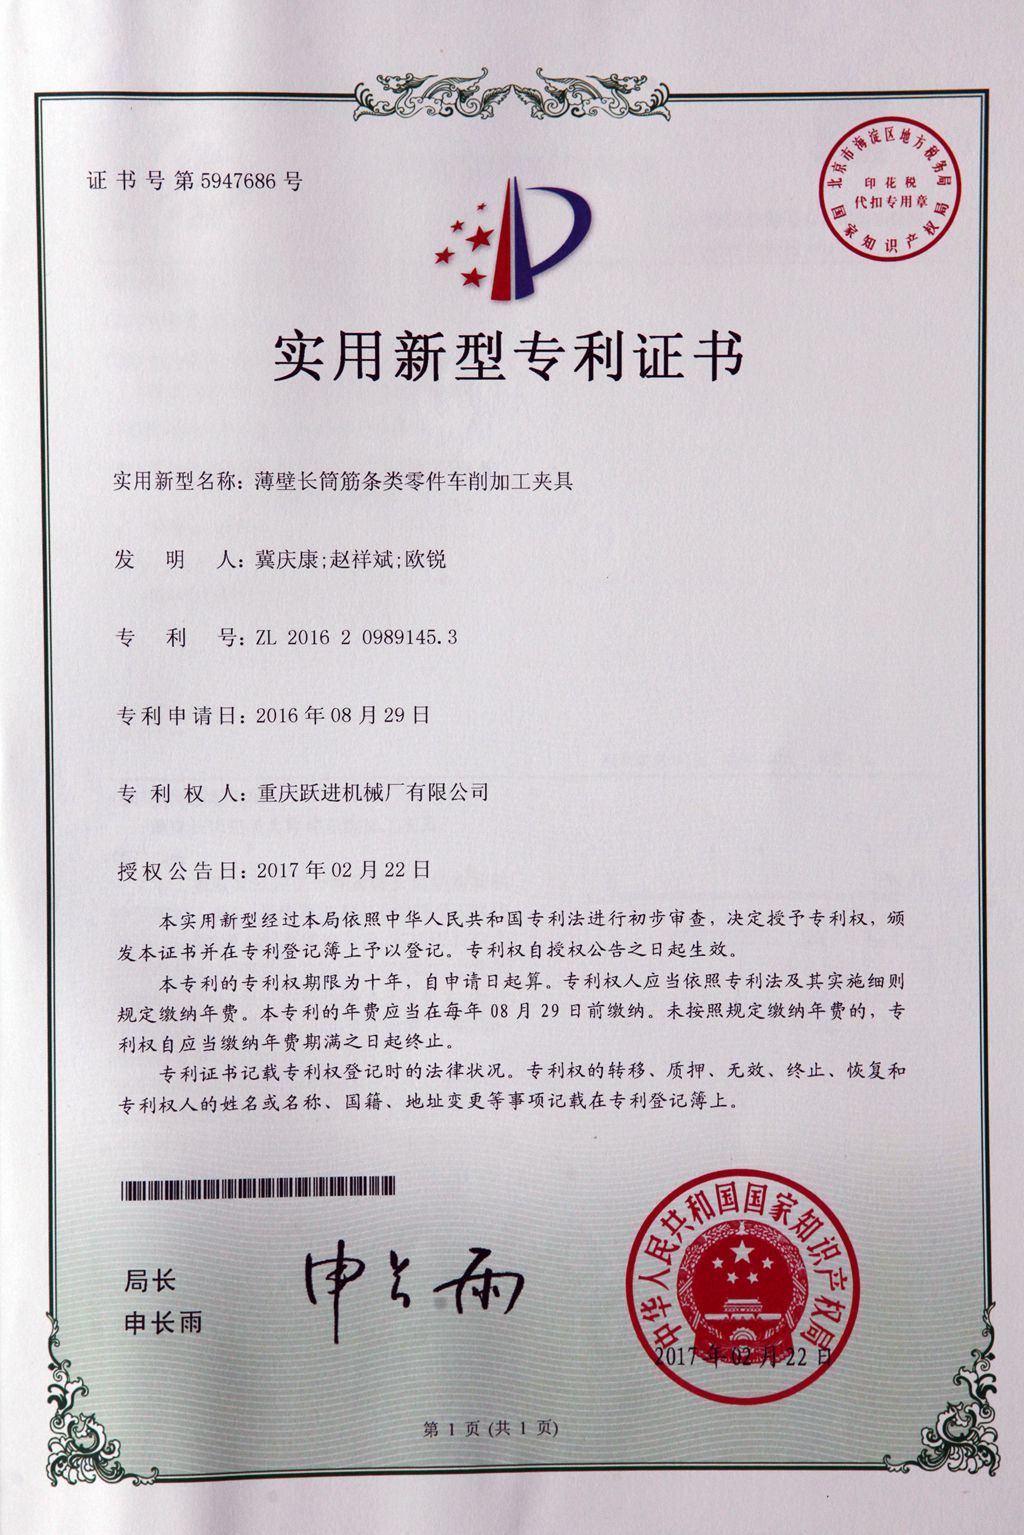 证书号第5947686号
北京市海淀区地方税务局
印花税
代扣专用章
国家知识产权局
实用新型专利证书
实用新型名称：薄壁长筒筋条类零件车削加工夹具
发明人：冀庆康;赵祥斌;欧锐
专利号：ZL 2016 2 0989145.3
专利申请日：2016年08月29日
专利权人：重庆跃进机械厂有限公司
授权公告日：2017年02月22日
本实用新型经过本局依照中华人民共和国专利法进行初步审查，决定授予专利权，颁
发本证书并在专利登记簿上予以登记。专利权自授权公告之日起生效。
本专利的专利权期限为十年，自申请日起算。专利权人应当依照专利法及其实施细则
规定缴纳年费。本专利的年费应当在每年08月29日前缴纳。未按照规定缴纳年费的，专
利权自应当缴纳年费期满之日起终止。
专利证书记载专利权登记时的法律状况。专利权的转移、质押、无效、终止、恢复和
专利权人的姓名或名称、国籍、地址变更等事项记载在专利登记簿上。
局长
申长雨
申长雨
中华人民共和国国家知识产权局
2017年02月22日
第1页(共1页)